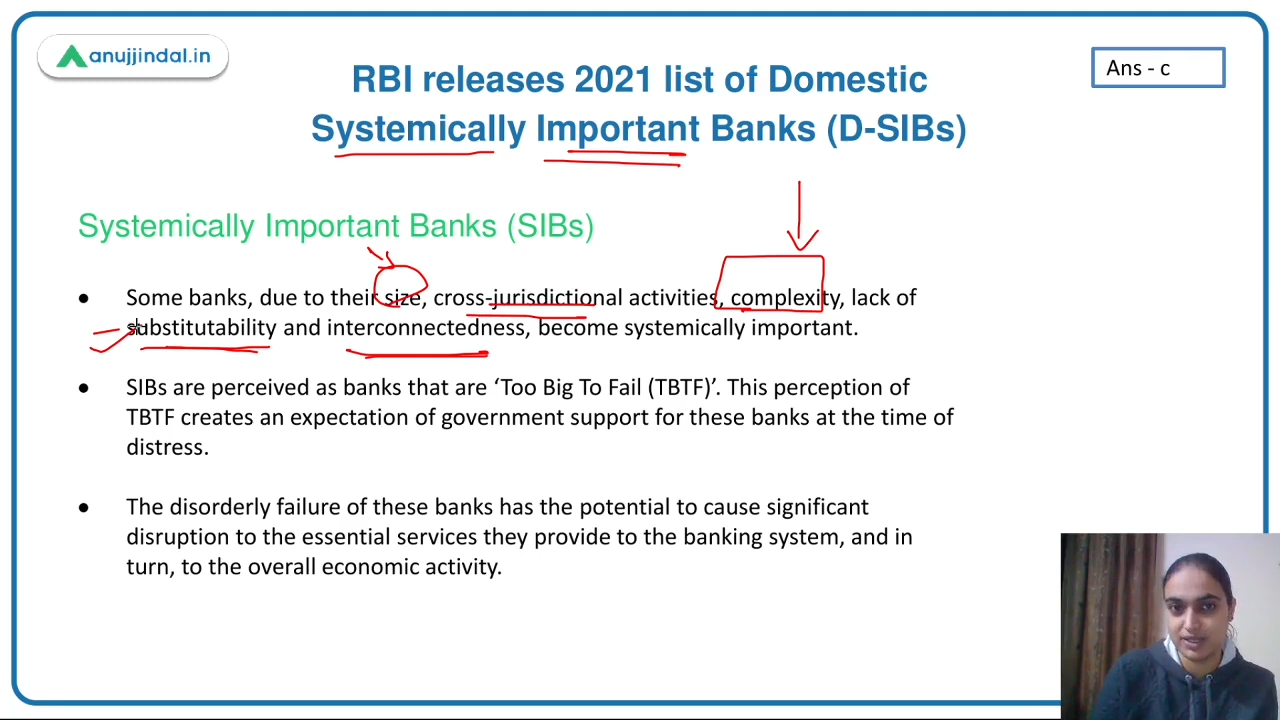 anujjindal.in
Ans - c
RBI releases 2021 list of Domestic
Systemically Important Banks (D-SIBs)
Systemically Important Banks (SIBs)
● Some banks, due to their size, cross-jurisdictional activities, complexity, lack of
substitutability and interconnectedness, become systemically important.
● SIBs are perceived as banks that are ‘Too Big To Fail (TBTF)’. This perception of
TBTF creates an expectation of government support for these banks at the time of
distress.
● The disorderly failure of these banks has the potential to cause significant
disruption to the essential services they provide to the banking system, and in
turn, to the overall economic activity.